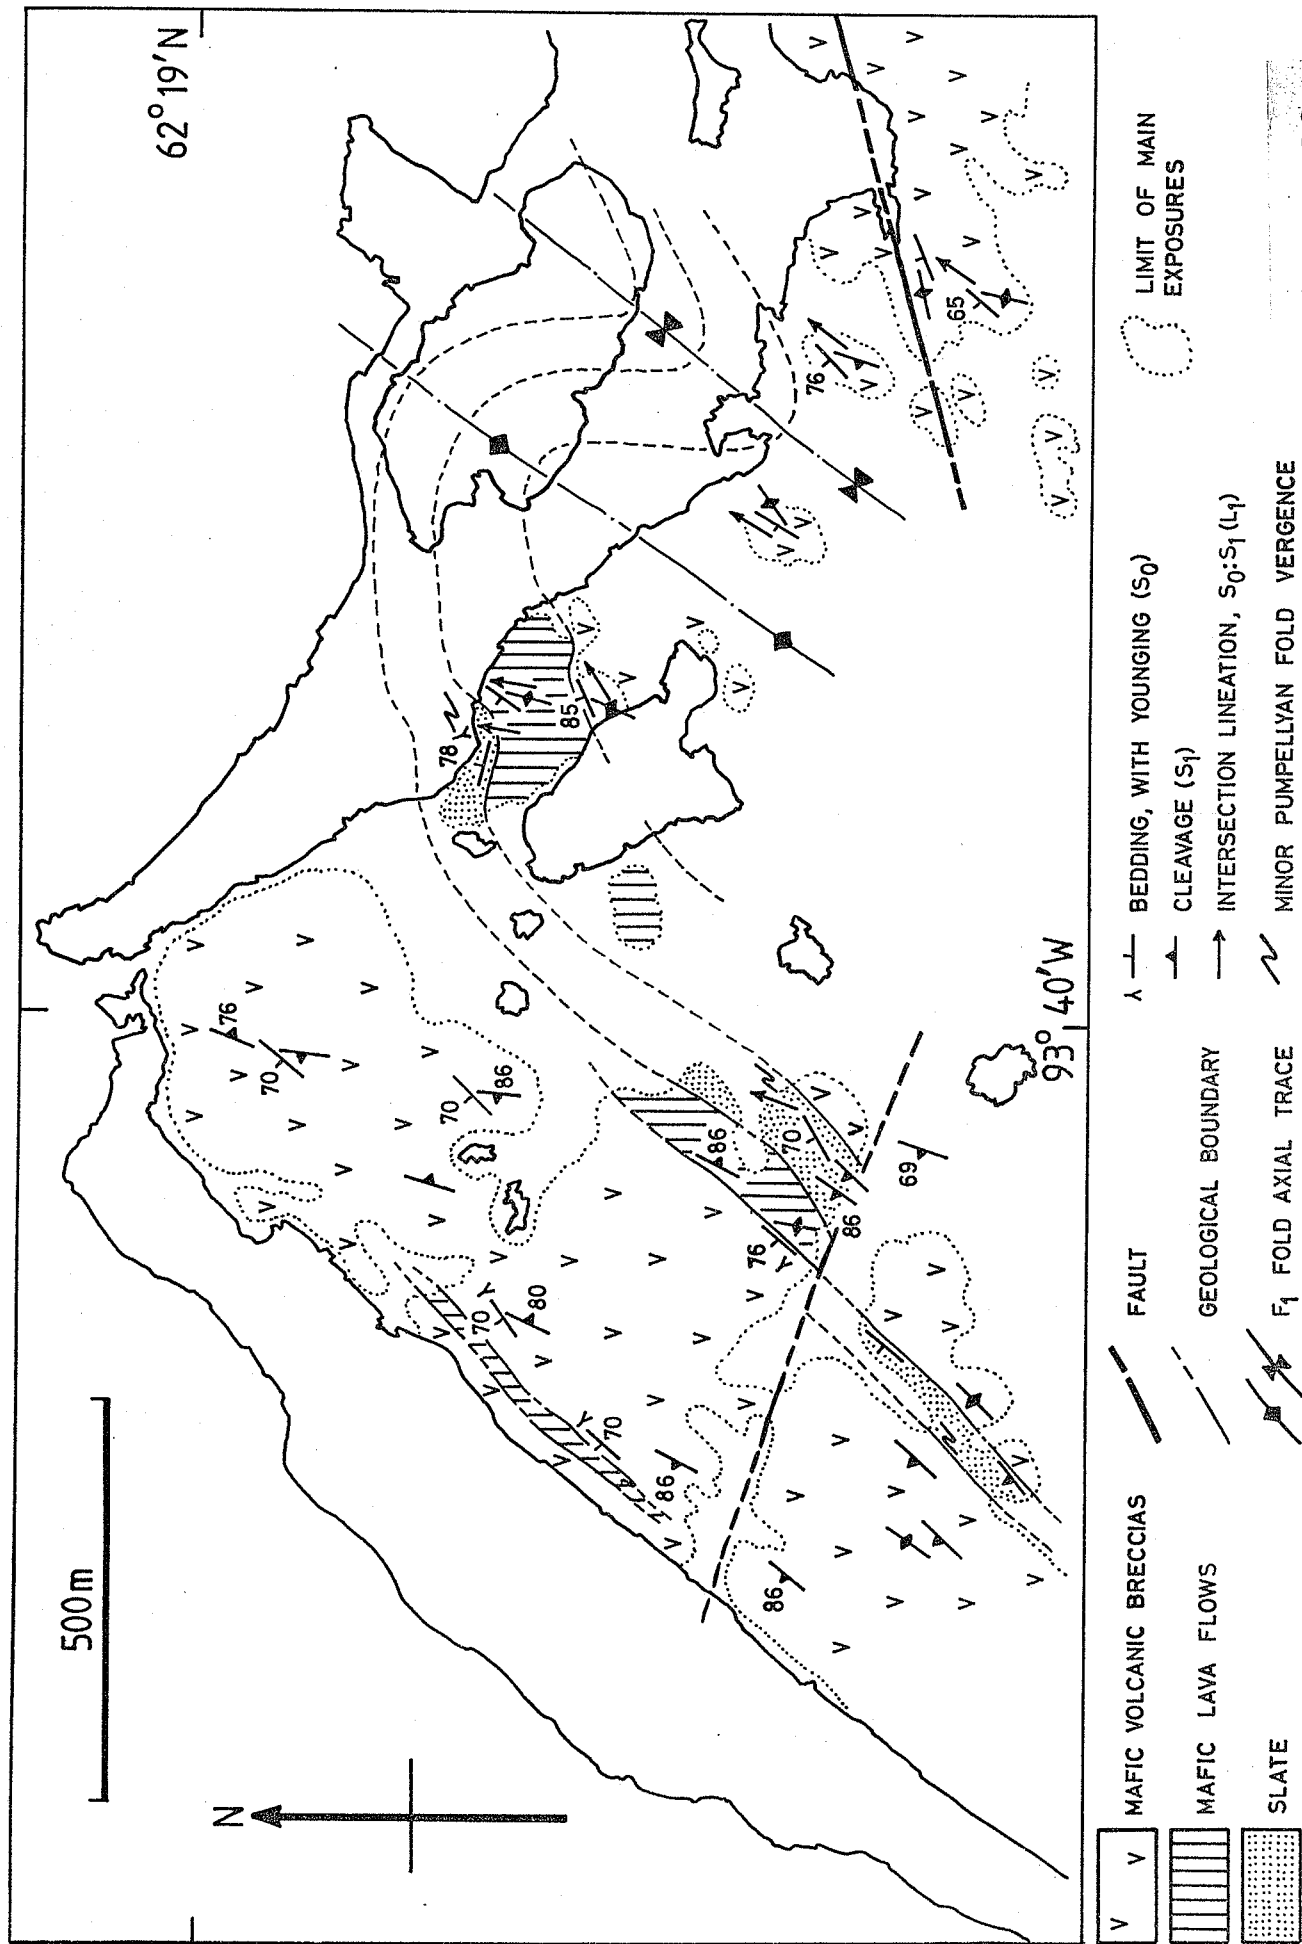 62°19'N
500m
N
76
70
70
86
78
85
76
65
70
80
70
86
86
76
70
86
69
86
93° 40'W
V V MAFIC VOLCANIC BRECCIAS
MAFIC LAVA FLOWS
SLATE
FAULT
GEOLOGICAL BOUNDARY
F1 FOLD AXIAL TRACE
BEDDING, WITH YOUNGING (S0)
CLEAVAGE (S1)
INTERSECTION LINEATION, S0:S1 (L1)
MINOR PUMPELLYAN FOLD VERGENCE
LIMIT OF MAIN
EXPOSURES